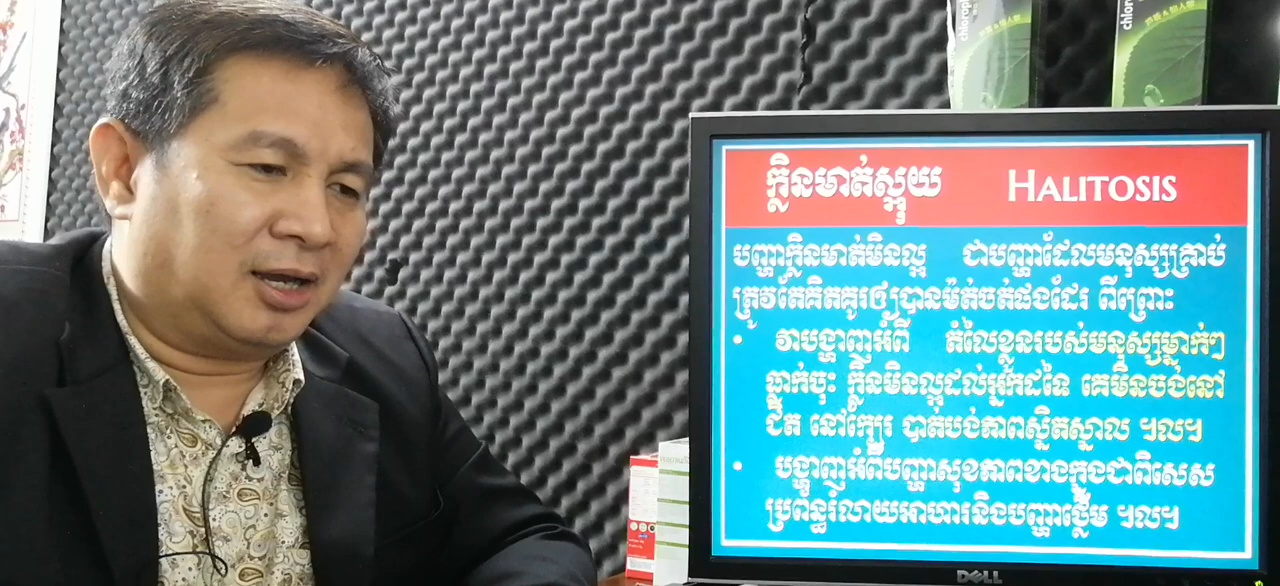 chlorop
ក្លិនមាត់ស្អុយ HALITOSIS
បញ្ហាក្លិនមាត់មិនល្អ ជាបញ្ហាដែលមនុស្សគ្រាប់
ត្រូវតែគិតគូរឲ្យបានម៉ត់ចត់ផងដែរ ពីព្រោះ
• វាបង្ហាញអំពី តំលៃខ្លួនរបស់មនុស្សម្នាក់ៗ
ធ្លាក់ចុះ ក្លិនមិនល្អដល់អ្នកដទៃ គេមិនចង់នៅ
ជិត នៅក្បែរ បាត់បង់ភាពស្និតស្នាល ។ល។
• បង្ហាញអំពីបញ្ហាសុខភាពខាងក្នុងជាពិសេស
ប្រពន្ធ័រំលាយអាហារនិងបញ្ហាថ្លើម ។ល។
DELL